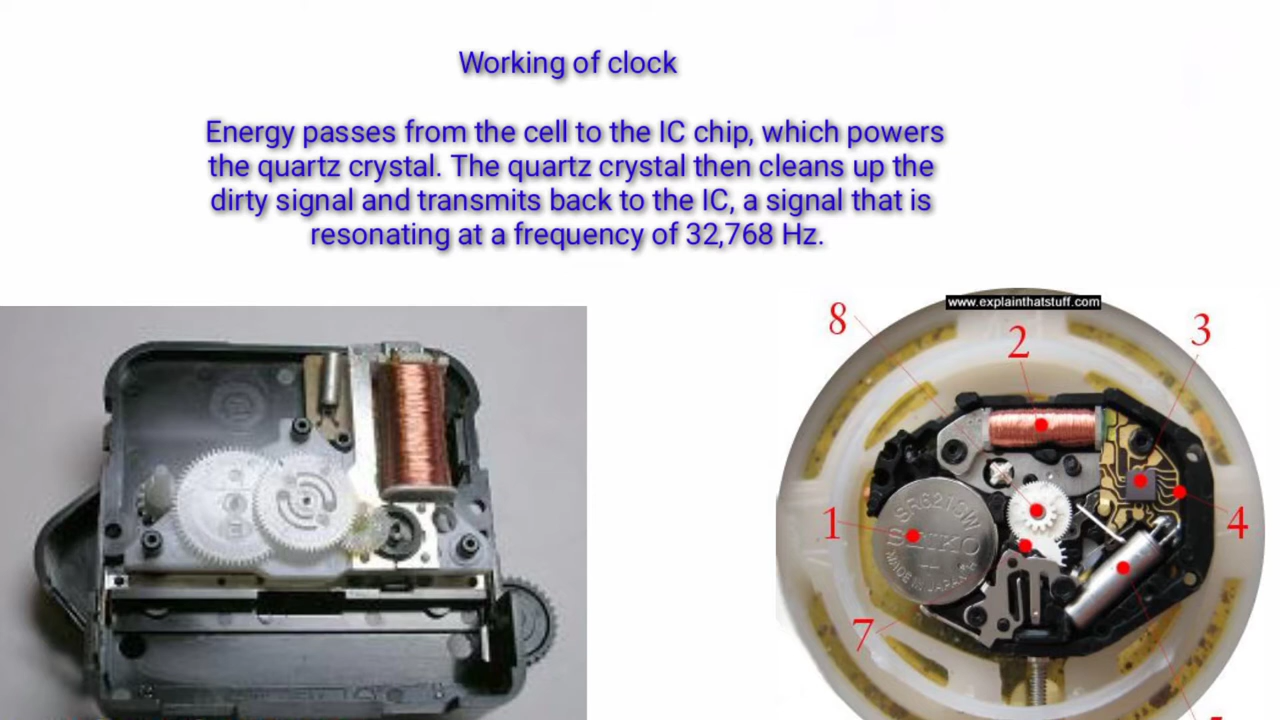 Working of clock
Energy passes from the cell to the IC chip, which powers
the quartz crystal. The quartz crystal then cleans up the
dirty signal and transmits back to the IC, a signal that is
resonating at a frequency of 32,768 Hz.
www.explainthatstuff.com
8
2
3
SR621SW
1
SEIKO
4
MADE IN JAPAN
7